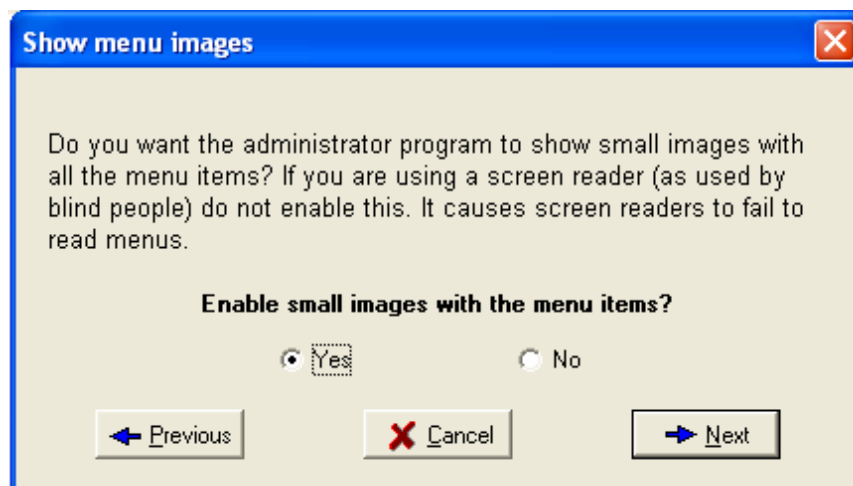 Show menu images
Do you want the administrator program to show small images with
all the menu items? If you are using a screen reader (as used by
blind people) do not enable this. It causes screen readers to fail to
read menus.
Enable small images with the menu items?
Yes No
Previous Cancel Next